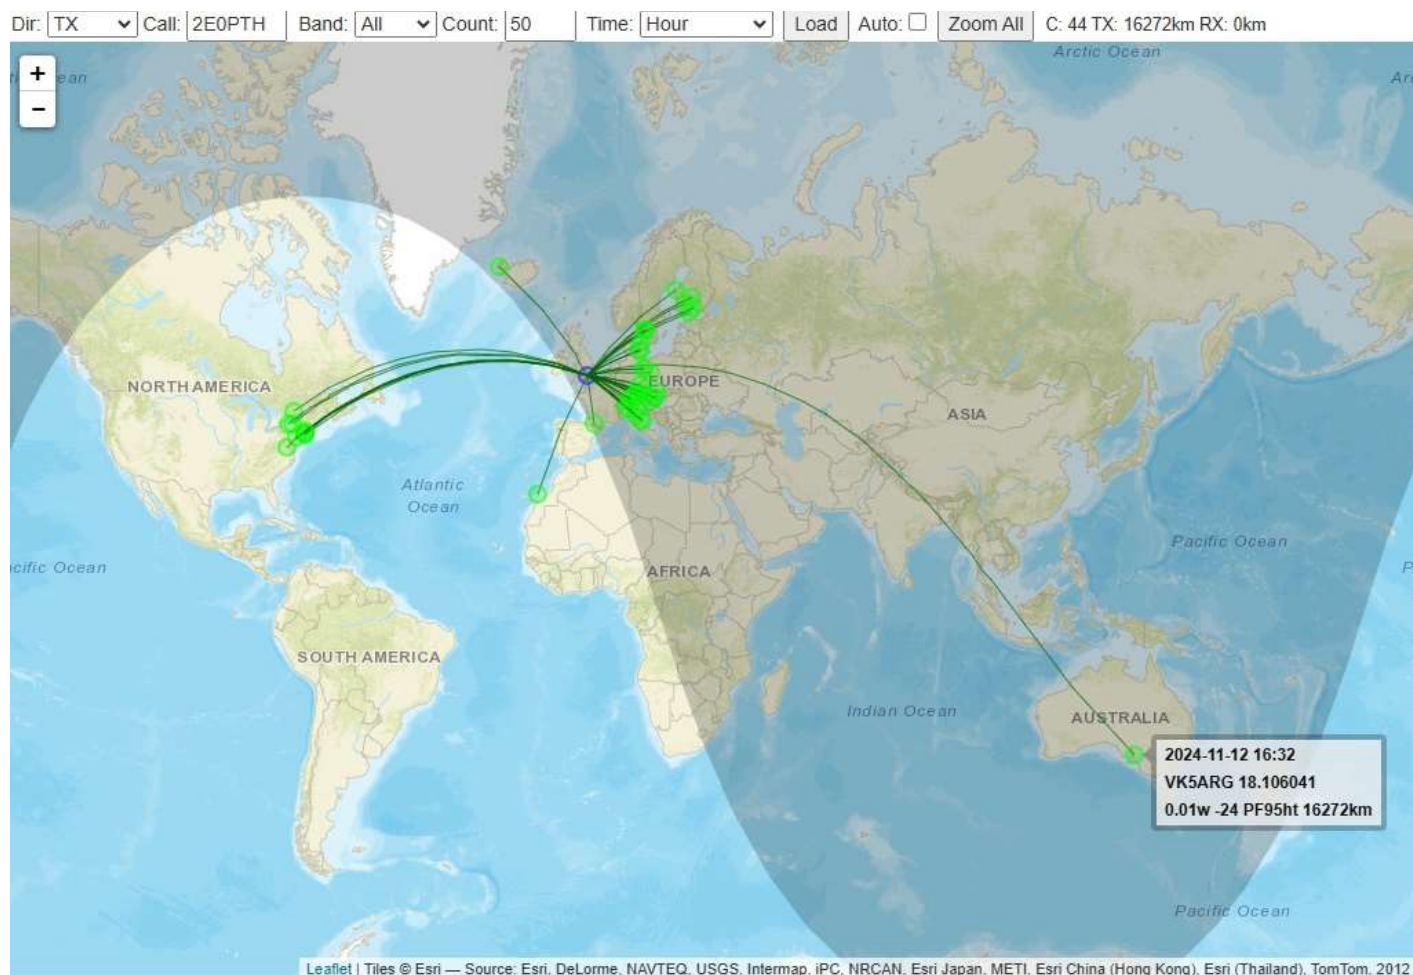 Dir: TX Call: 2E0PTH Band: All Count: 50 Time: Hour Load Auto: Zoom All C: 44 TX: 16272km RX: 0km
+
−
Arctic Ocean
NORTH AMERICA
EUROPE
ASIA
Atlantic
Ocean
Pacific Ocean
cific Ocean
AFRICA
SOUTH AMERICA
Indian Ocean
AUSTRALIA
2024-11-12 16:32
VK5ARG 18.106041
0.01w -24 PF95ht 16272km
Pacific Ocean
Leaflet | Tiles © Esri — Source: Esri, DeLorme, NAVTEQ, USGS, Intermap, iPC, NRCAN, Esri Japan, METI, Esri China (Hong Kong), Esri (Thailand), TomTom, 2012